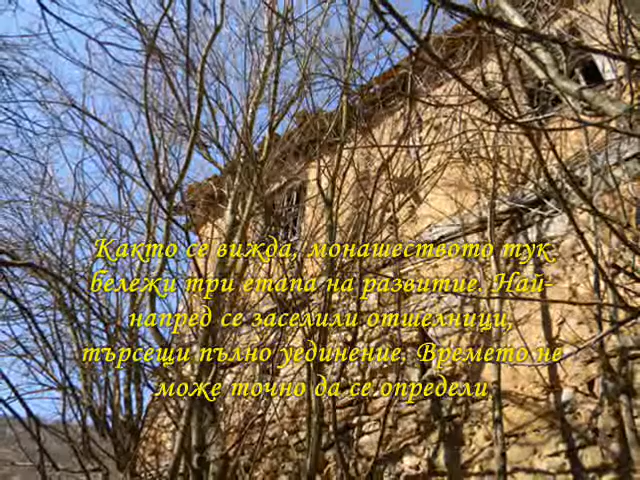 Както се вижда, монашеството тук
бележи три етапа на развитие. Най-
напред се заселили отшелници,
търсещи пълно уединение. Времето не
може точно да се определи